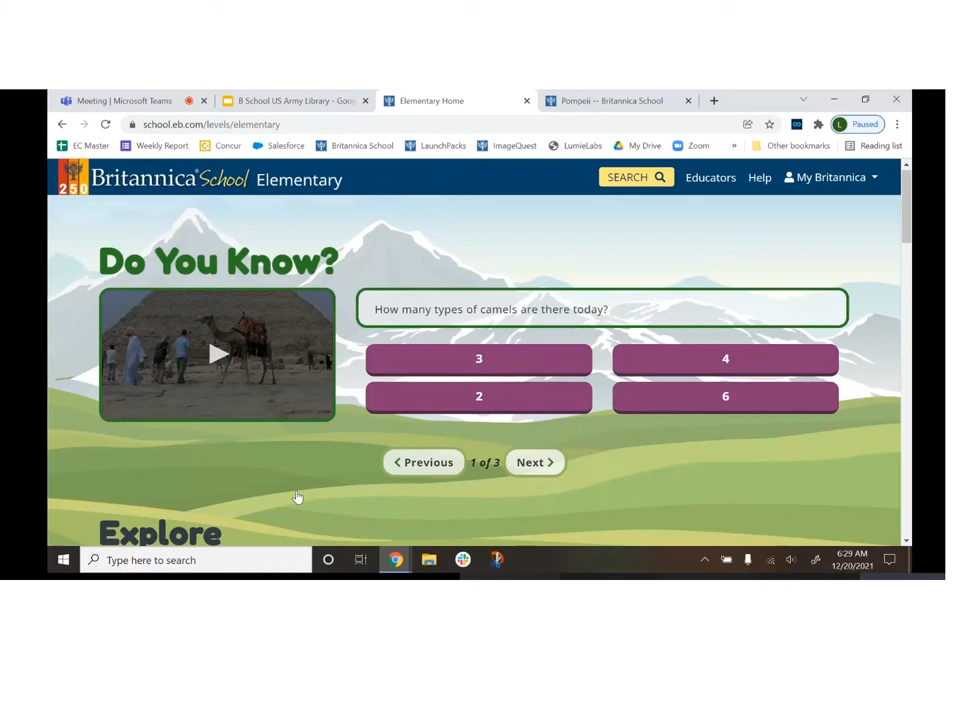 Meeting | Microsoft Teams
B School US Army Library - Goog
Elementary Home
Pompeii -- Britannica School
school.eb.com/levels/elementary
L Paused
EC Master
Weekly Report
Concur
Salesforce
Britannica School
LaunchPacks
ImageQuest
LumieLabs
My Drive
Zoom
»
Other bookmarks
Reading list
250
Britannica School Elementary
SEARCH
Educators
Help
My Britannica
Do You Know?
How many types of camels are there today?
3
4
2
6
Previous
1 of 3
Next
Explore
Type here to search
6:29 AM
12/20/2021